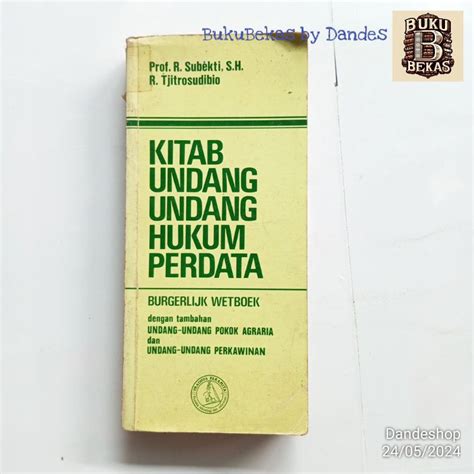 BukuBekas by Dandes
BUKU
B
BEKAS
Prof. R. Subèkti, S.H.
R. Tjitrosudibio
KITAB
UNDANG
UNDANG
HUKUM
PERDATA
BURGERLIJK WETBOEK
dengan tambahan
UNDANG-UNDANG POKOK AGRARIA
dan
UNDANG-UNDANG PERKAWINAN
Dandeshop
24/05/2024